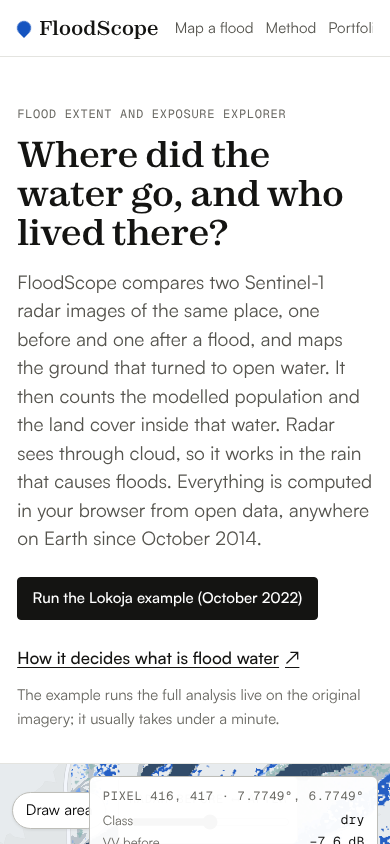 FloodScope Map a flood Method
FLOOD EXTENT AND EXPOSURE EXPLORER
Where did the
water go, and who
lived there?
FloodScope compares two Sentinel-1
radar images of the same place, one
before and one after a flood, and maps
the ground that turned to open water. It
then counts the modelled population and
the land cover inside that water. Radar
sees through cloud, so it works in the rain
that causes floods. Everything is computed
in your browser from open data, anywhere
on Earth since October 2014.
Run the Lokoja example (October 2022)
How it decides what is flood water ↗
The example runs the full analysis live on the original
imagery; it usually takes under a minute.
PIXEL 416, 417 · 7.7749°, 6.7749°
Draw area
Class dry
VV before −7.6 dB